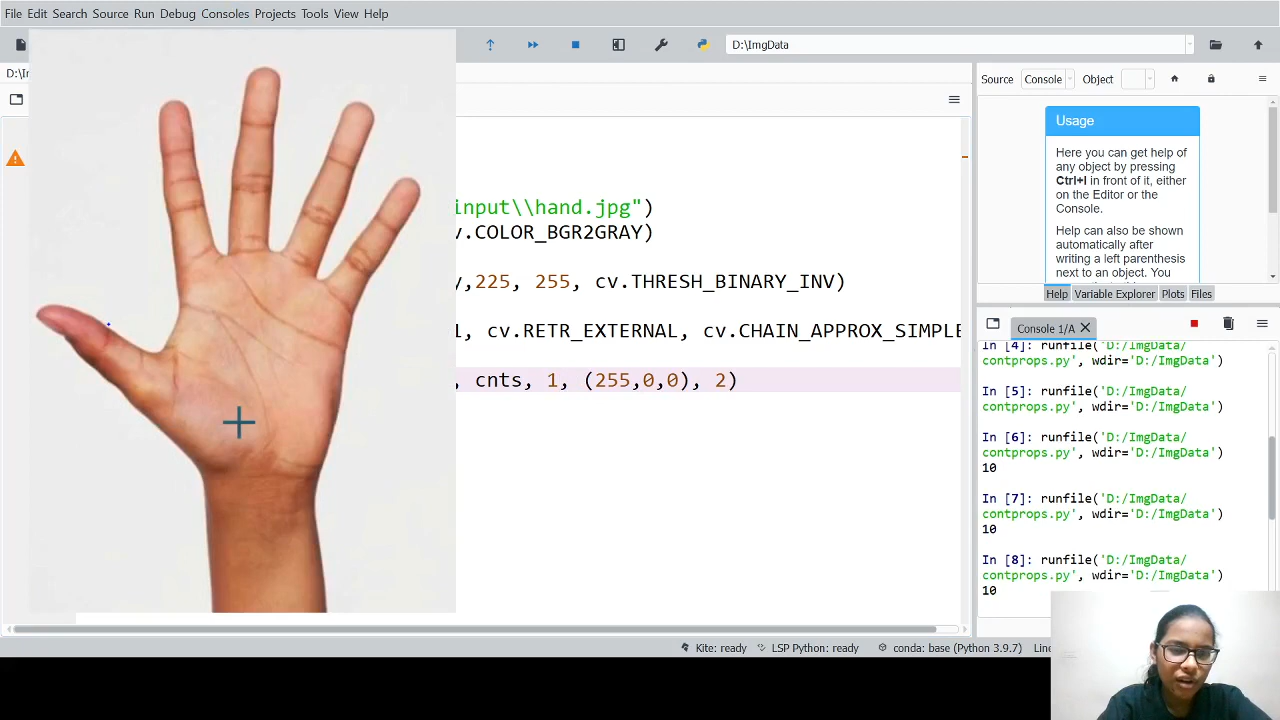 File Edit Search Source Run Debug Consoles Projects Tools View Help
D:\ImgData
Source Console Object
Usage
Here you can get help of
any object by pressing
Ctrl+I in front of it, either
on the Editor or the
Console.
Help can also be shown
automatically after
writing a left parenthesis
next to an object. You
Help Variable Explorer Plots Files
input\\hand.jpg")
v.COLOR_BGR2GRAY)
y,225, 255, cv.THRESH_BINARY_INV)
1, cv.RETR_EXTERNAL, cv.CHAIN_APPROX_SIMPLE
, cnts, 1, (255,0,0), 2)
Console 1/A
In [4]: runfile('D:/ImgData/
contprops.py', wdir='D:/ImgData')
In [5]: runfile('D:/ImgData/
contprops.py', wdir='D:/ImgData')
In [6]: runfile('D:/ImgData/
contprops.py', wdir='D:/ImgData')
10
In [7]: runfile('D:/ImgData/
contprops.py', wdir='D:/ImgData')
10
In [8]: runfile('D:/ImgData/
contprops.py', wdir='D:/ImgData')
10
Kite: ready LSP Python: ready conda: base (Python 3.9.7)